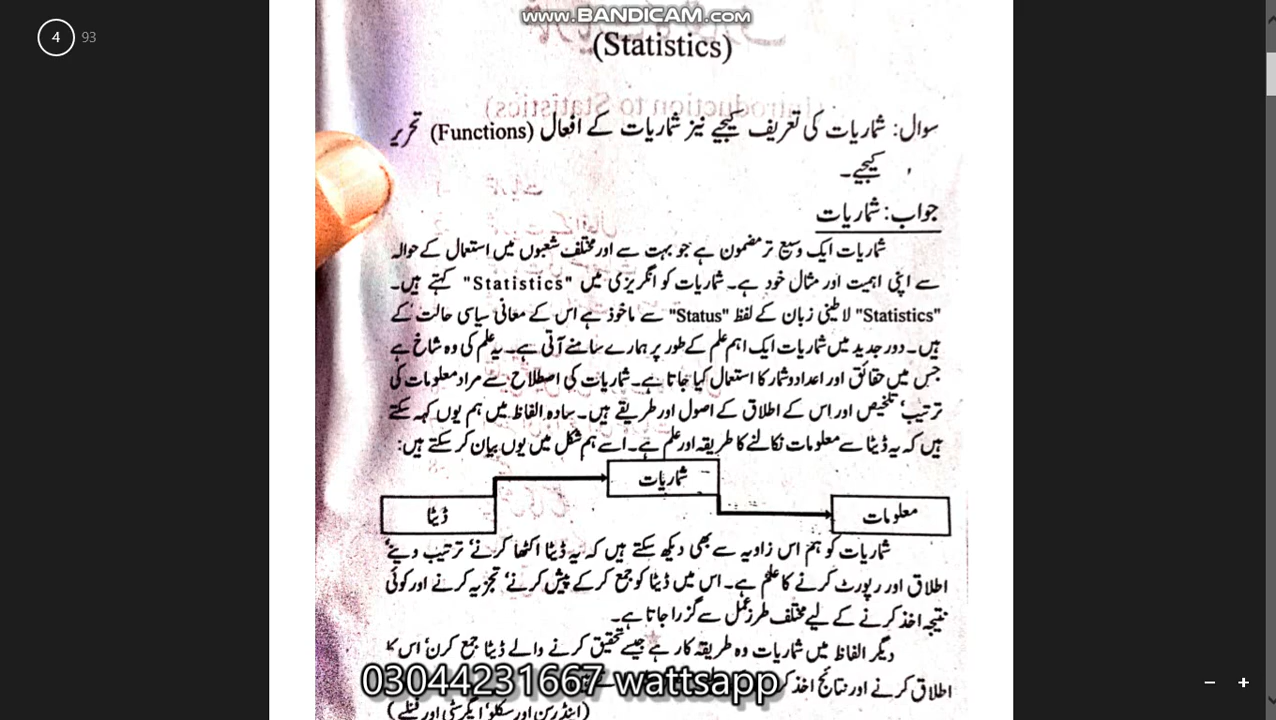 4
93
www.BANDICAM.com
(Statistics)
سوال: شماریات کی تعریف کیجیے نیز شماریات کے افعال (Functions) تحریر
کیجیے۔
جواب: شماریات
شماریات ایک وسیع تر مضمون ہے جو بہت سے اور مختلف شعبوں میں استعمال کے حوالہ
سے اپنی اہمیت اور مثال خود ہے۔ شماریات کو انگریزی میں "Statistics" کہتے ہیں۔
"Statistics" لاطینی زبان کے لفظ "Status" سے ماخوذ ہے اس کے معانی سیاسی حالت کے
ہیں۔ دور جدید میں شماریات ایک اہم علم کے طور پر ہمارے سامنے آتی ہے۔ یہ علم کی وہ شاخ ہے
جس میں حقائق اور اعداد و شمار کا استعمال کیا جاتا ہے۔ شماریات کی اصطلاح سے مراد معلومات کی
ترتیب، تلخیص اور اس کے اطلاق کے اصول اور طریقے ہیں۔ سادہ الفاظ میں ہم یوں کہہ سکتے
ہیں کہ یہ ڈیٹا سے معلومات نکالنے کا طریقہ اور علم ہے۔ اسے ہم شکل میں یوں بیان کر سکتے ہیں:
شماریات
ڈیٹا
معلومات
شماریات کو ہم اس زاویہ سے بھی دیکھ سکتے ہیں کہ یہ ڈیٹا اکٹھا کرنے، ترتیب دینے،
اطلاق اور رپورٹ کرنے کا علم ہے۔ اس میں ڈیٹا کو جمع کر کے پیش کرنے، تجزیہ کرنے اور کوئی
نتیجہ اخذ کرنے کے لیے مختلف طرز عمل سے گزرا جاتا ہے۔
دیگر الفاظ میں شماریات وہ طریقہ کار ہے جیسے تحقیق کرنے والے ڈیٹا جمع کرن، اس کا
اطلاق کرنے اور نتائج اخذ
03044231667 wattsapp
(اینڈرسن اور سکلو، ایگرسٹی اور فنلے)